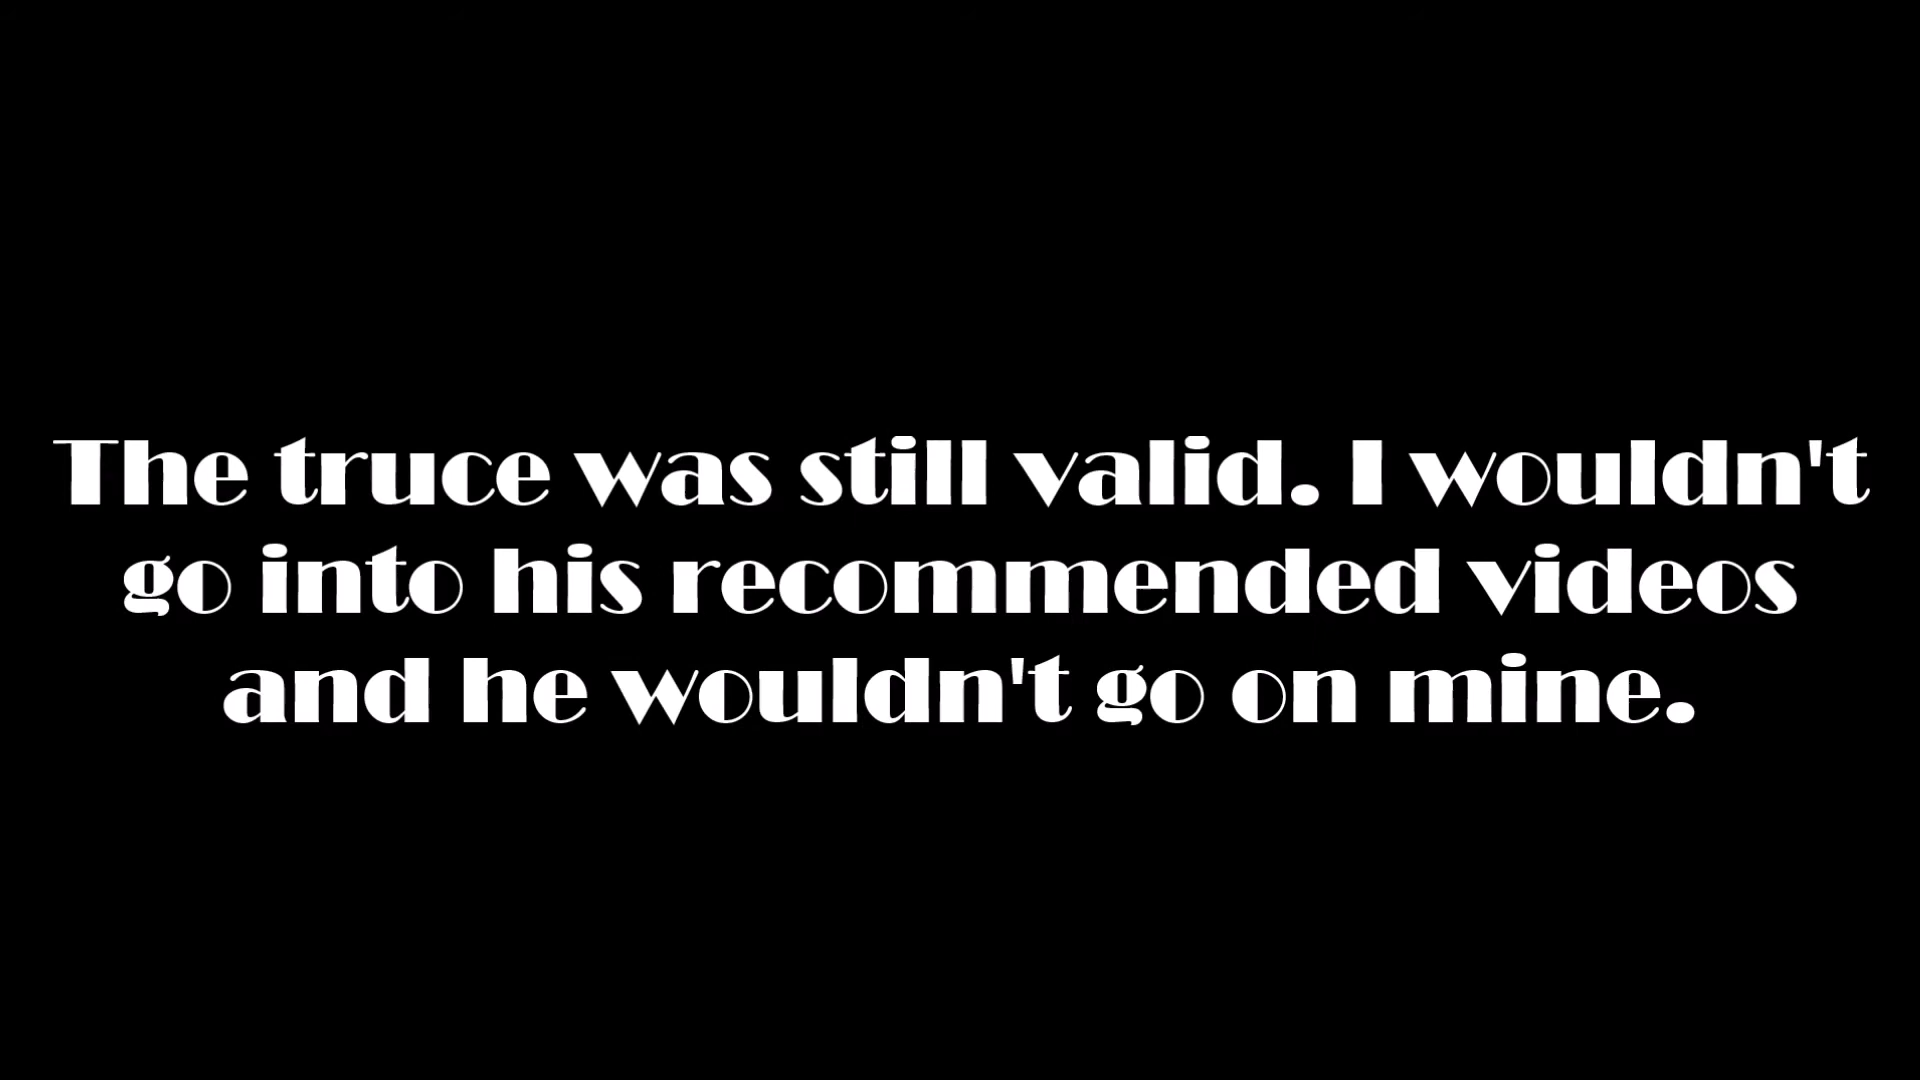 The truce was still valid. I wouldn't
go into his recommended videos
and he wouldn't go on mine.